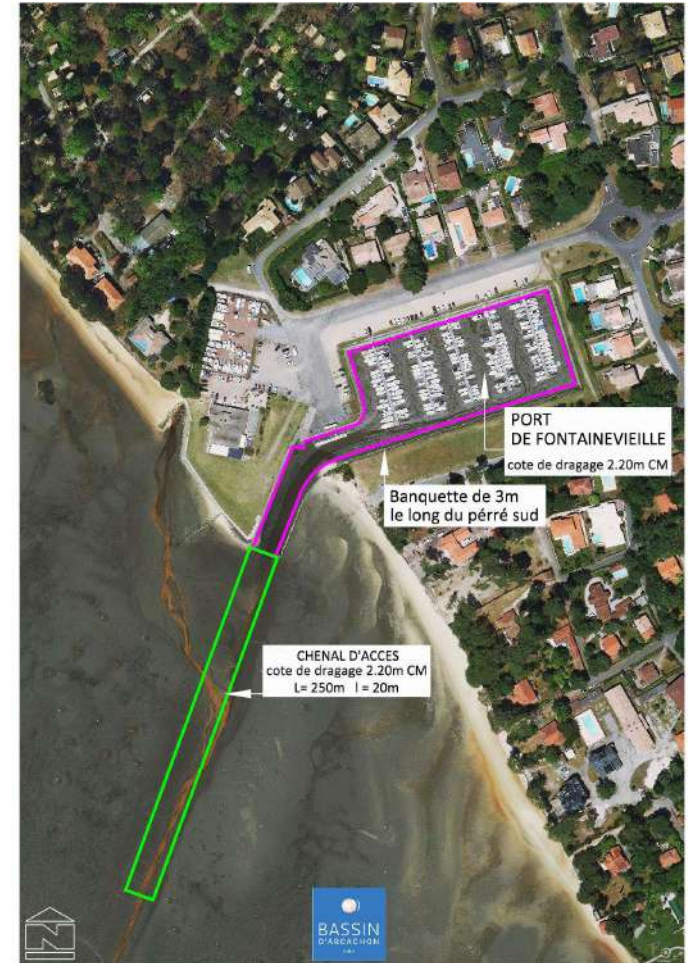 PORT
DE FONTAINEVIEILLE
cote de dragage 2.20m CM
Banquette de 3m
le long du pérré sud
CHENAL D'ACCES
cote de dragage 2.20m CM
L= 250m l = 20m
N
BASSIN
D'ARCACHON